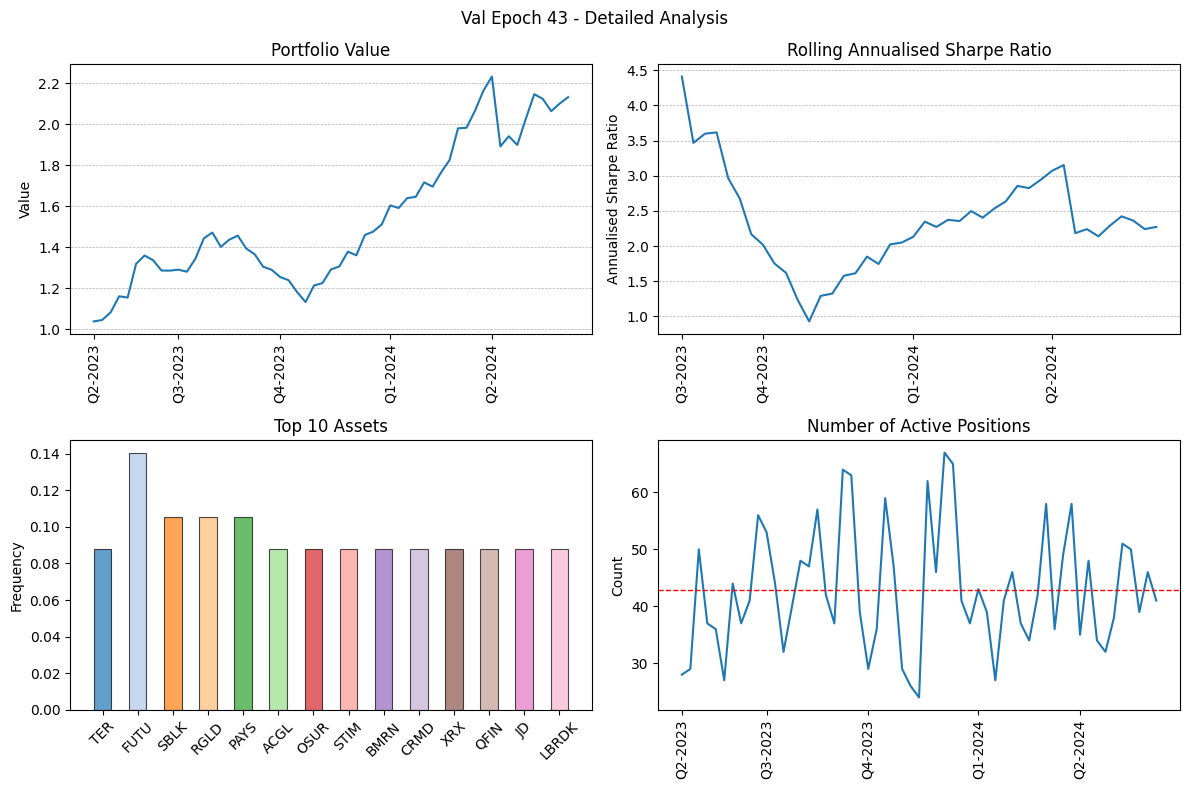 Val Epoch 43 - Detailed Analysis
Portfolio Value
Value
2.2
2.0
1.8
1.6
1.4
1.2
1.0
Q2-2023
Q3-2023
Q4-2023
Q1-2024
Q2-2024
Rolling Annualised Sharpe Ratio
Annualised Sharpe Ratio
4.5
4.0
3.5
3.0
2.5
2.0
1.5
1.0
Q3-2023
Q4-2023
Q1-2024
Q2-2024
Top 10 Assets
Frequency
0.14
0.12
0.10
0.08
0.06
0.04
0.02
0.00
TER
FUTU
SBLK
RGLD
PAYS
ACGL
OSUR
STIM
BMRN
CRMD
XRX
QFIN
JD
LBRDK
Number of Active Positions
Count
60
50
40
30
Q2-2023
Q3-2023
Q4-2023
Q1-2024
Q2-2024